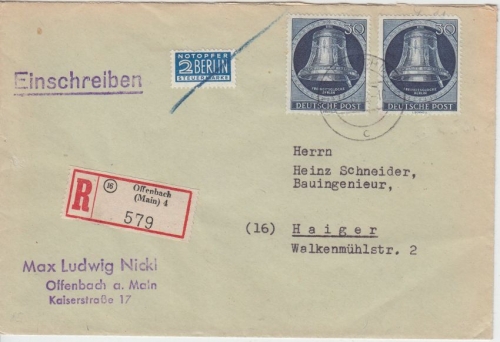 Einschreiben
NOTOPFER
2 BERLIN
STEUERMARKE
30
DEUTSCHE POST
30
DEUTSCHE POST
c
R
16
Offenbach
(Main) 4
579
Herrn
Heinz Schneider,
Bauingenieur,
(16) Haiger
Walkenmühlstr. 2
Max Ludwig Nickl
Offenbach a. Main
Kaiserstraße 17